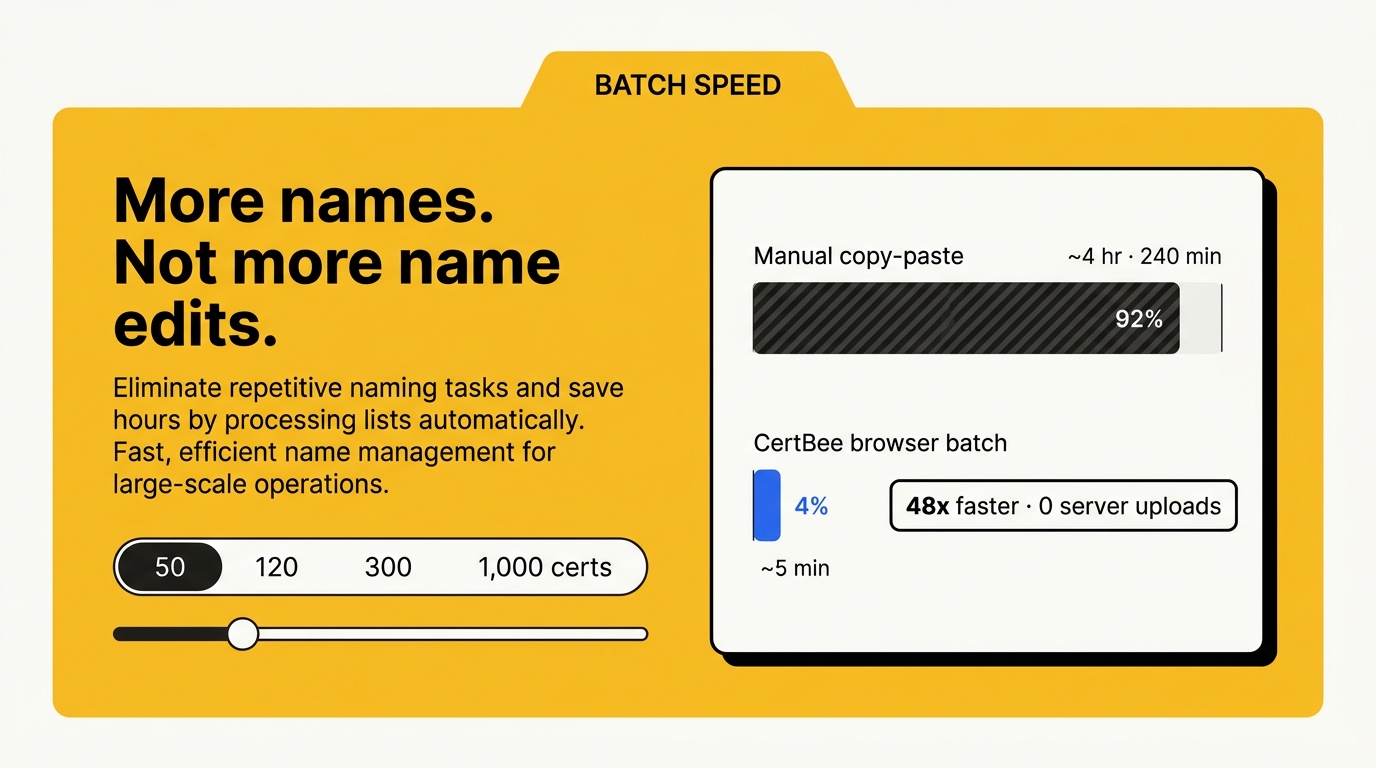 BATCH SPEED
More names.
Not more name
edits.
Eliminate repetitive naming tasks and save
hours by processing lists automatically.
Fast, efficient name management for
large-scale operations.
50 120 300 1,000 certs
Manual copy-paste ~4 hr · 240 min
92%
CertBee browser batch
4% 48x faster · 0 server uploads
~5 min